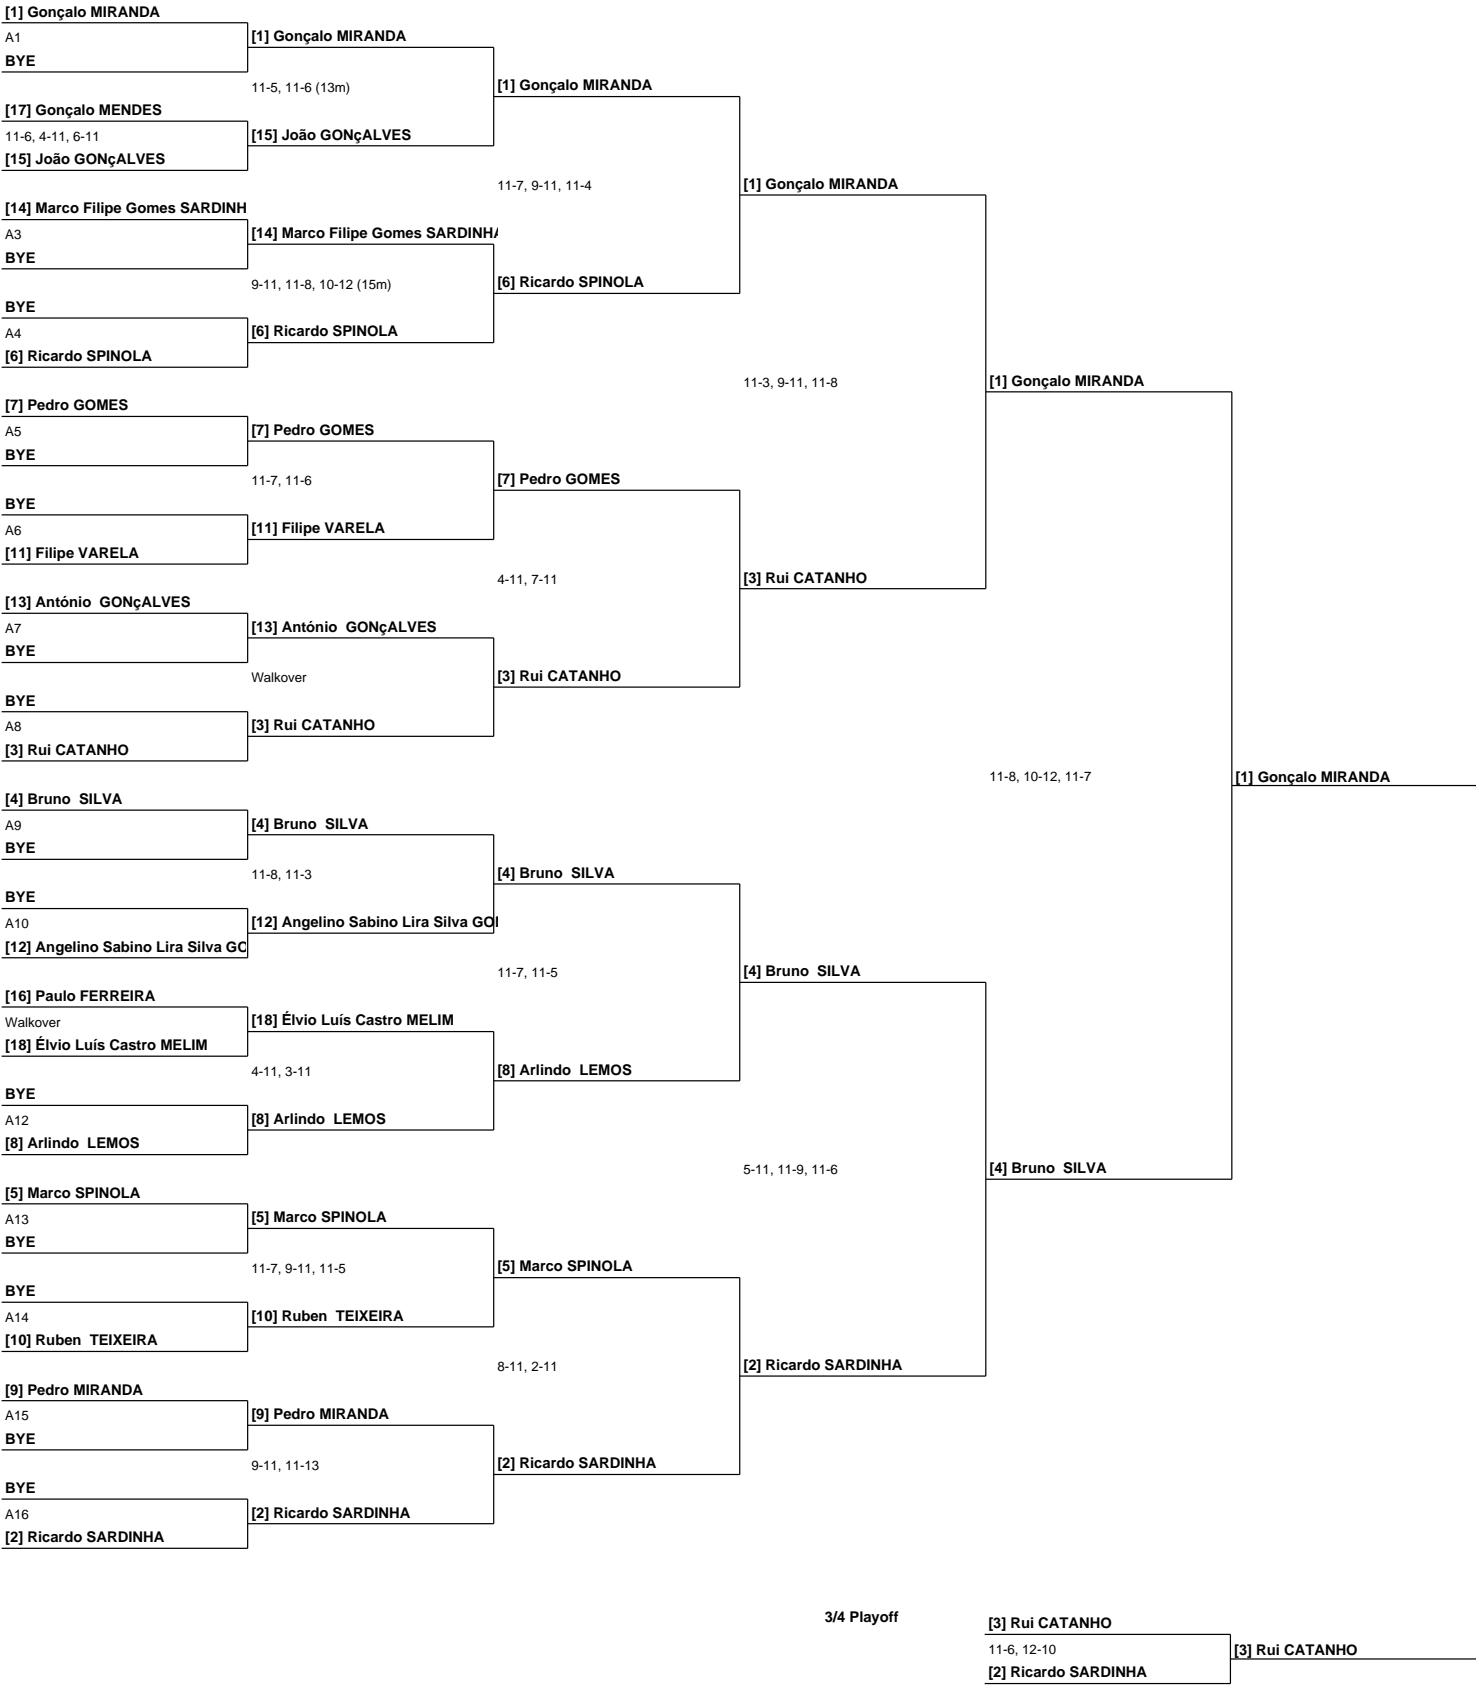 [1] Gonçalo MIRANDA
A1
BYE
[17] Gonçalo MENDES
11-6, 4-11, 6-11
[15] João GONçALVES
[14] Marco Filipe Gomes SARDINH
A3
BYE
BYE
A4
[6] Ricardo SPINOLA
[7] Pedro GOMES
A5
BYE
BYE
A6
[11] Filipe VARELA
[13] António  GONçALVES
A7
BYE
BYE
A8
[3] Rui CATANHO
[4] Bruno  SILVA
A9
BYE
BYE
A10
[12] Angelino Sabino Lira Silva GO
[16] Paulo FERREIRA
Walkover
[18] Élvio Luís Castro MELIM
BYE
A12
[8] Arlindo  LEMOS
[5] Marco SPINOLA
A13
BYE
BYE
A14
[10] Ruben  TEIXEIRA
[9] Pedro MIRANDA
A15
BYE
BYE
A16
[2] Ricardo SARDINHA
[1] Gonçalo MIRANDA
11-5, 11-6 (13m)
[15] João GONçALVES
[14] Marco Filipe Gomes SARDINHA
9-11, 11-8, 10-12 (15m)
[6] Ricardo SPINOLA
[7] Pedro GOMES
11-7, 11-6
[11] Filipe VARELA
[13] António  GONçALVES
Walkover
[3] Rui CATANHO
[4] Bruno  SILVA
11-8, 11-3
[12] Angelino Sabino Lira Silva GO
[18] Élvio Luís Castro MELIM
4-11, 3-11
[8] Arlindo  LEMOS
[5] Marco SPINOLA
11-7, 9-11, 11-5
[10] Ruben  TEIXEIRA
[9] Pedro MIRANDA
9-11, 11-13
[2] Ricardo SARDINHA
[1] Gonçalo MIRANDA
11-7, 9-11, 11-4
[6] Ricardo SPINOLA
[7] Pedro GOMES
4-11, 7-11
[3] Rui CATANHO
[4] Bruno  SILVA
11-7, 11-5
[8] Arlindo  LEMOS
[5] Marco SPINOLA
8-11, 2-11
[2] Ricardo SARDINHA
[1] Gonçalo MIRANDA
11-3, 9-11, 11-8
[3] Rui CATANHO
[4] Bruno  SILVA
5-11, 11-9, 11-6
[2] Ricardo SARDINHA
[1] Gonçalo MIRANDA
11-8, 10-12, 11-7
[4] Bruno  SILVA
[1] Gonçalo MIRANDA
3/4 Playoff
[3] Rui CATANHO
11-6, 12-10
[2] Ricardo SARDINHA
[3] Rui CATANHO